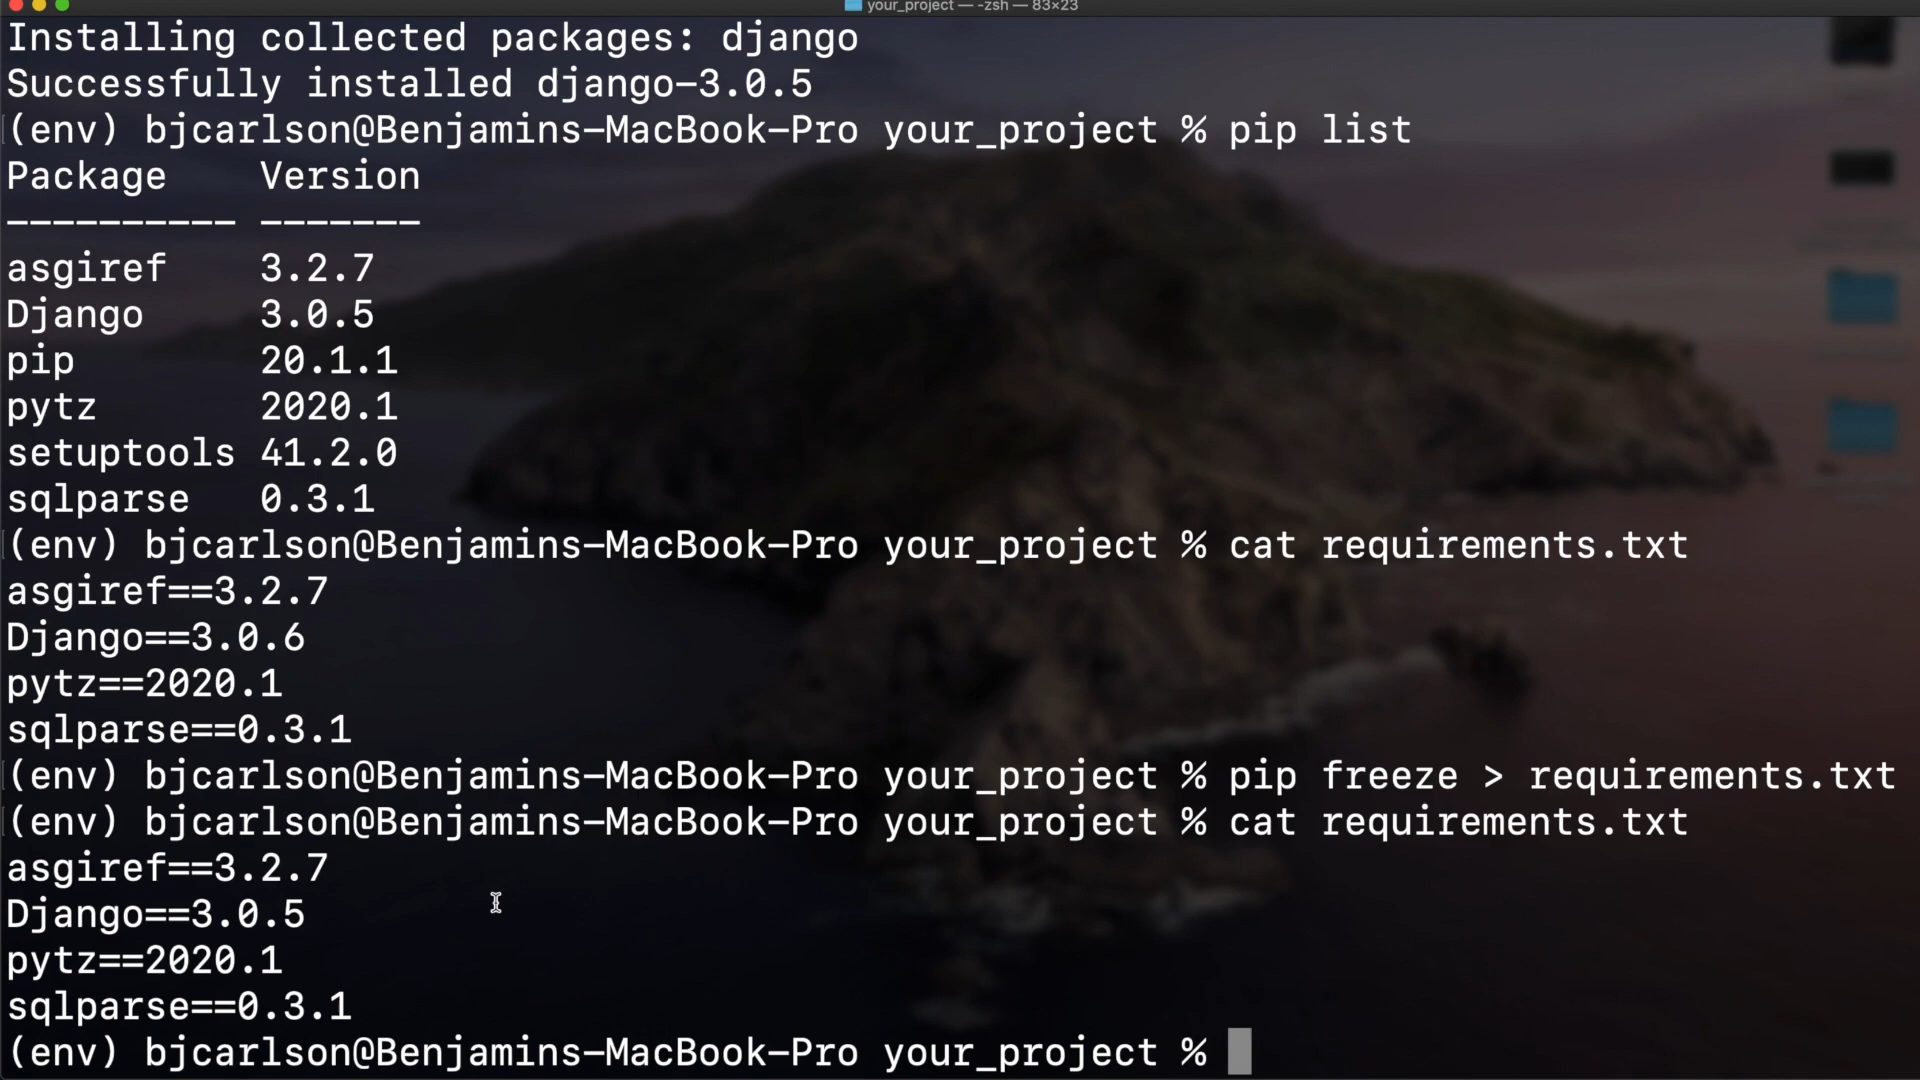 your_project — -zsh — 83×23
Installing collected packages: django
Successfully installed django-3.0.5
(env) bjcarlson@Benjamins-MacBook-Pro your_project % pip list
Package    Version
---------- -------
asgiref    3.2.7
Django     3.0.5
pip        20.1.1
pytz       2020.1
setuptools 41.2.0
sqlparse   0.3.1
(env) bjcarlson@Benjamins-MacBook-Pro your_project % cat requirements.txt
asgiref==3.2.7
Django==3.0.6
pytz==2020.1
sqlparse==0.3.1
(env) bjcarlson@Benjamins-MacBook-Pro your_project % pip freeze > requirements.txt
(env) bjcarlson@Benjamins-MacBook-Pro your_project % cat requirements.txt
asgiref==3.2.7
Django==3.0.5
pytz==2020.1
sqlparse==0.3.1
(env) bjcarlson@Benjamins-MacBook-Pro your_project %